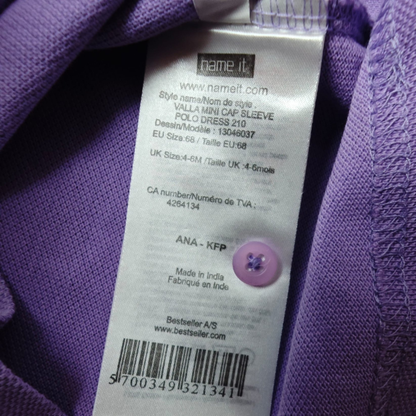 name it
www.nameit.com
Style name/Nom de style :
VALLA MINI CAP SLEEVE
POLO DRESS 210
Dessin/Modèle : 13046037
EU Size:68 / Taille EU:68
UK Size:4-6M /Taille UK :4-6mois
CA number/Numéro de TVA :
4264134
ANA - KFP
Made in India
Fabriqué en Inde
Bestseller A/S
www.bestseller.com
5 700349 321341